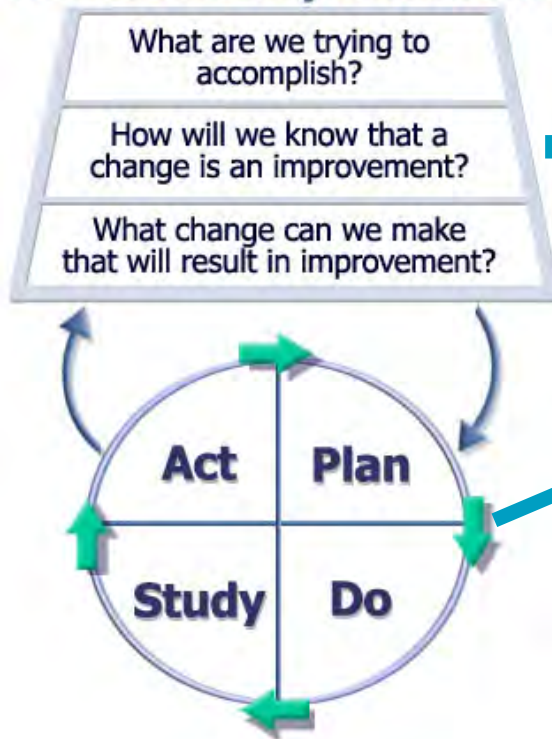 What are we trying to
accomplish?
How will we know that a
change is an improvement?
What change can we make
that will result in improvement?
Act Plan
Study Do